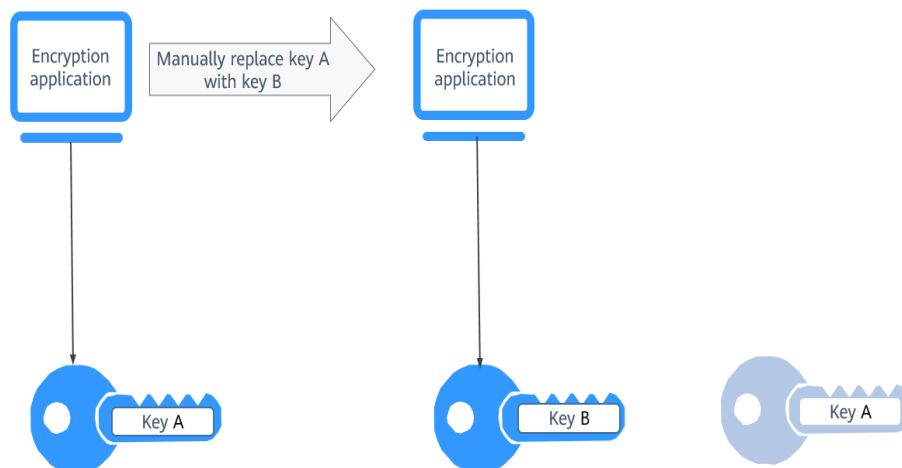 Encryption
application
Manually replace key A
with key B
Encryption
application
Key A
Key B
Key A